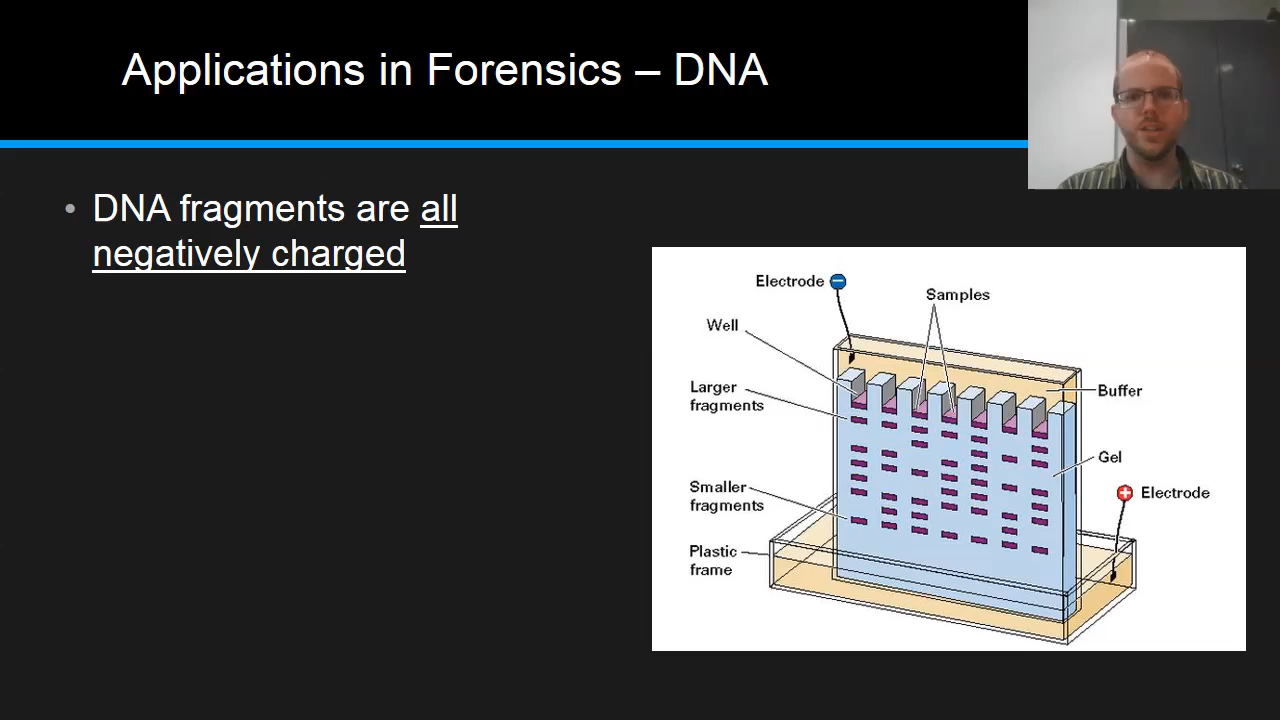 Applications in Forensics – DNA
• DNA fragments are all
negatively charged
Electrode −
Samples
Well
Larger
fragments
Buffer
Gel
Smaller
fragments
+ Electrode
Plastic
frame